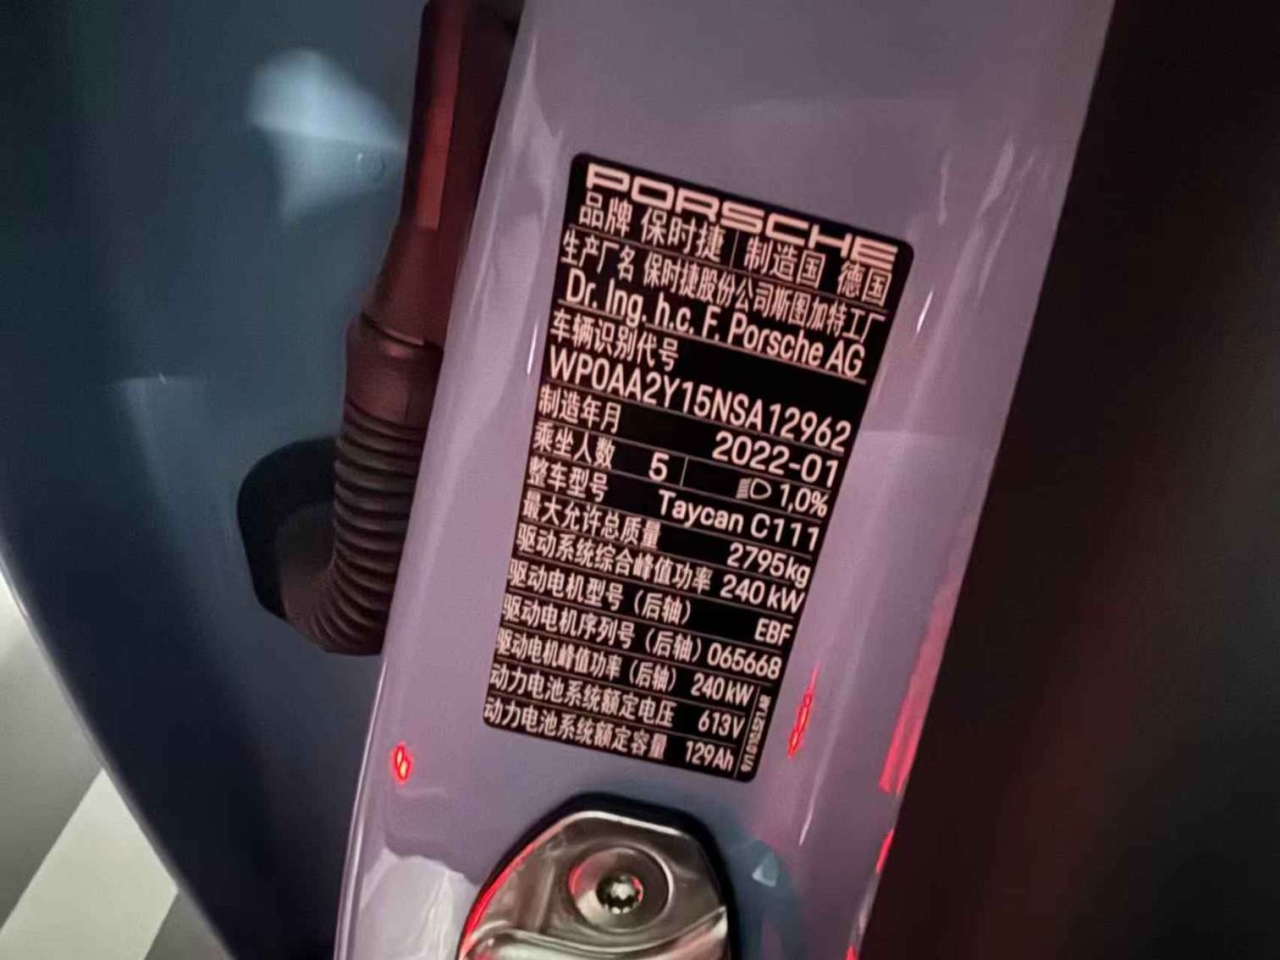 PORSCHE
品牌 保时捷 制造国 德国
生产厂名 保时捷股份公司斯图加特工厂
Dr. Ing. h.c. F. Porsche AG
车辆识别代号
WP0AA2Y15NSA12962
制造年月 2022-01
乘坐人数 5 1,0%
整车型号 Taycan C111
最大允许总质量 2795kg
驱动系统综合峰值功率 240 kW
驱动电机型号（后轴） EBF
驱动电机序列号（后轴） 065668
驱动电机峰值功率（后轴） 240 kW
动力电池系统额定电压 613V
动力电池系统额定容量 129Ah